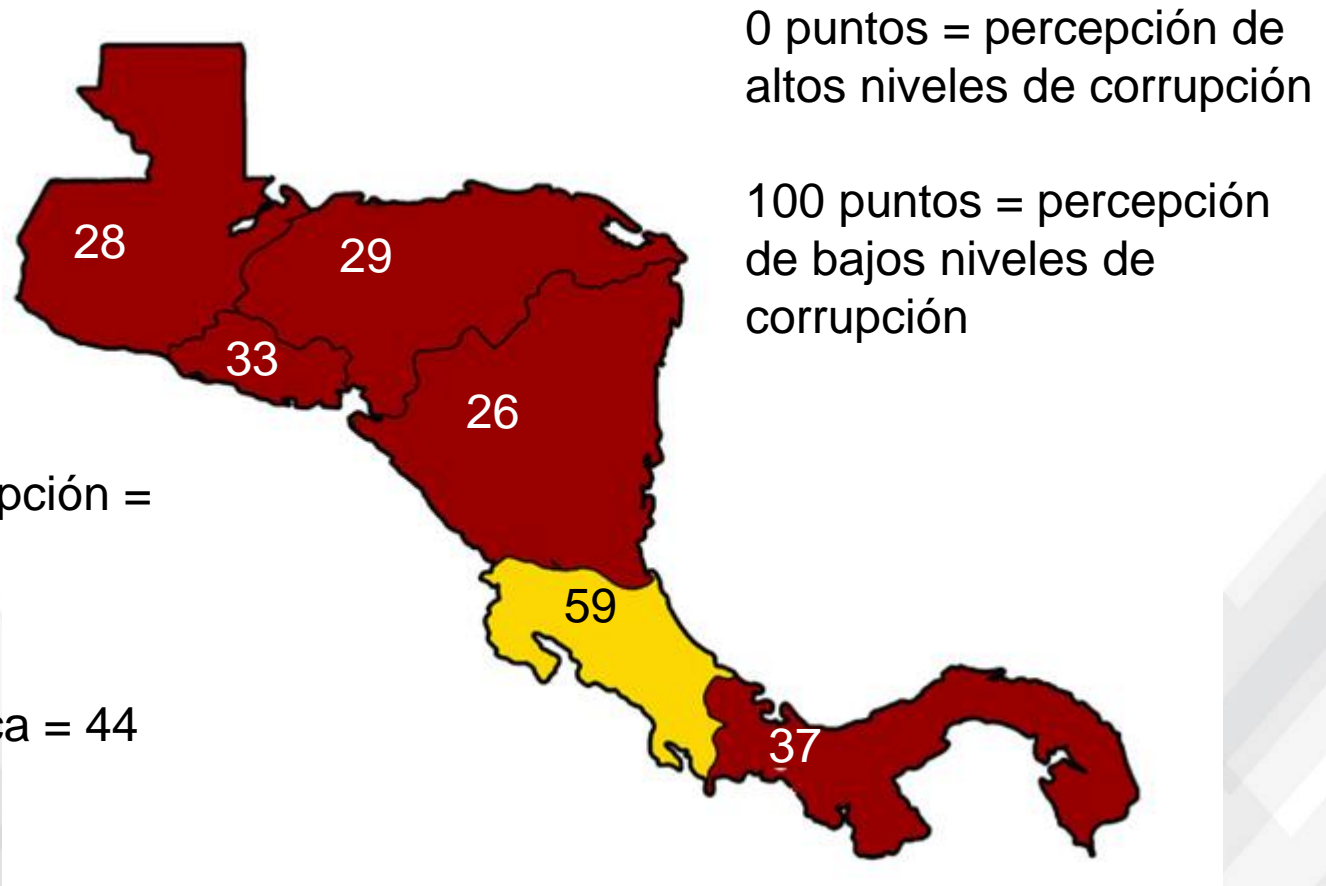 0 puntos = percepción de
altos niveles de corrupción
100 puntos = percepción
de bajos niveles de
corrupción
28
29
33
26
pción =
59
ca = 44
37